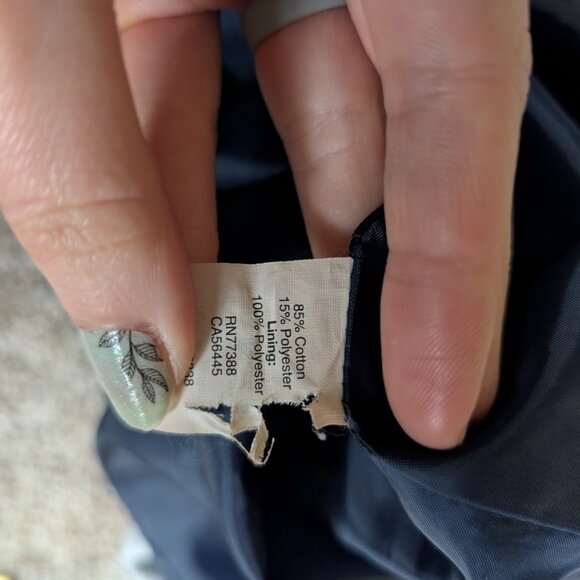 85% Cotton
15% Polyester
Lining:
100% Polyester
RN77388
CA56445